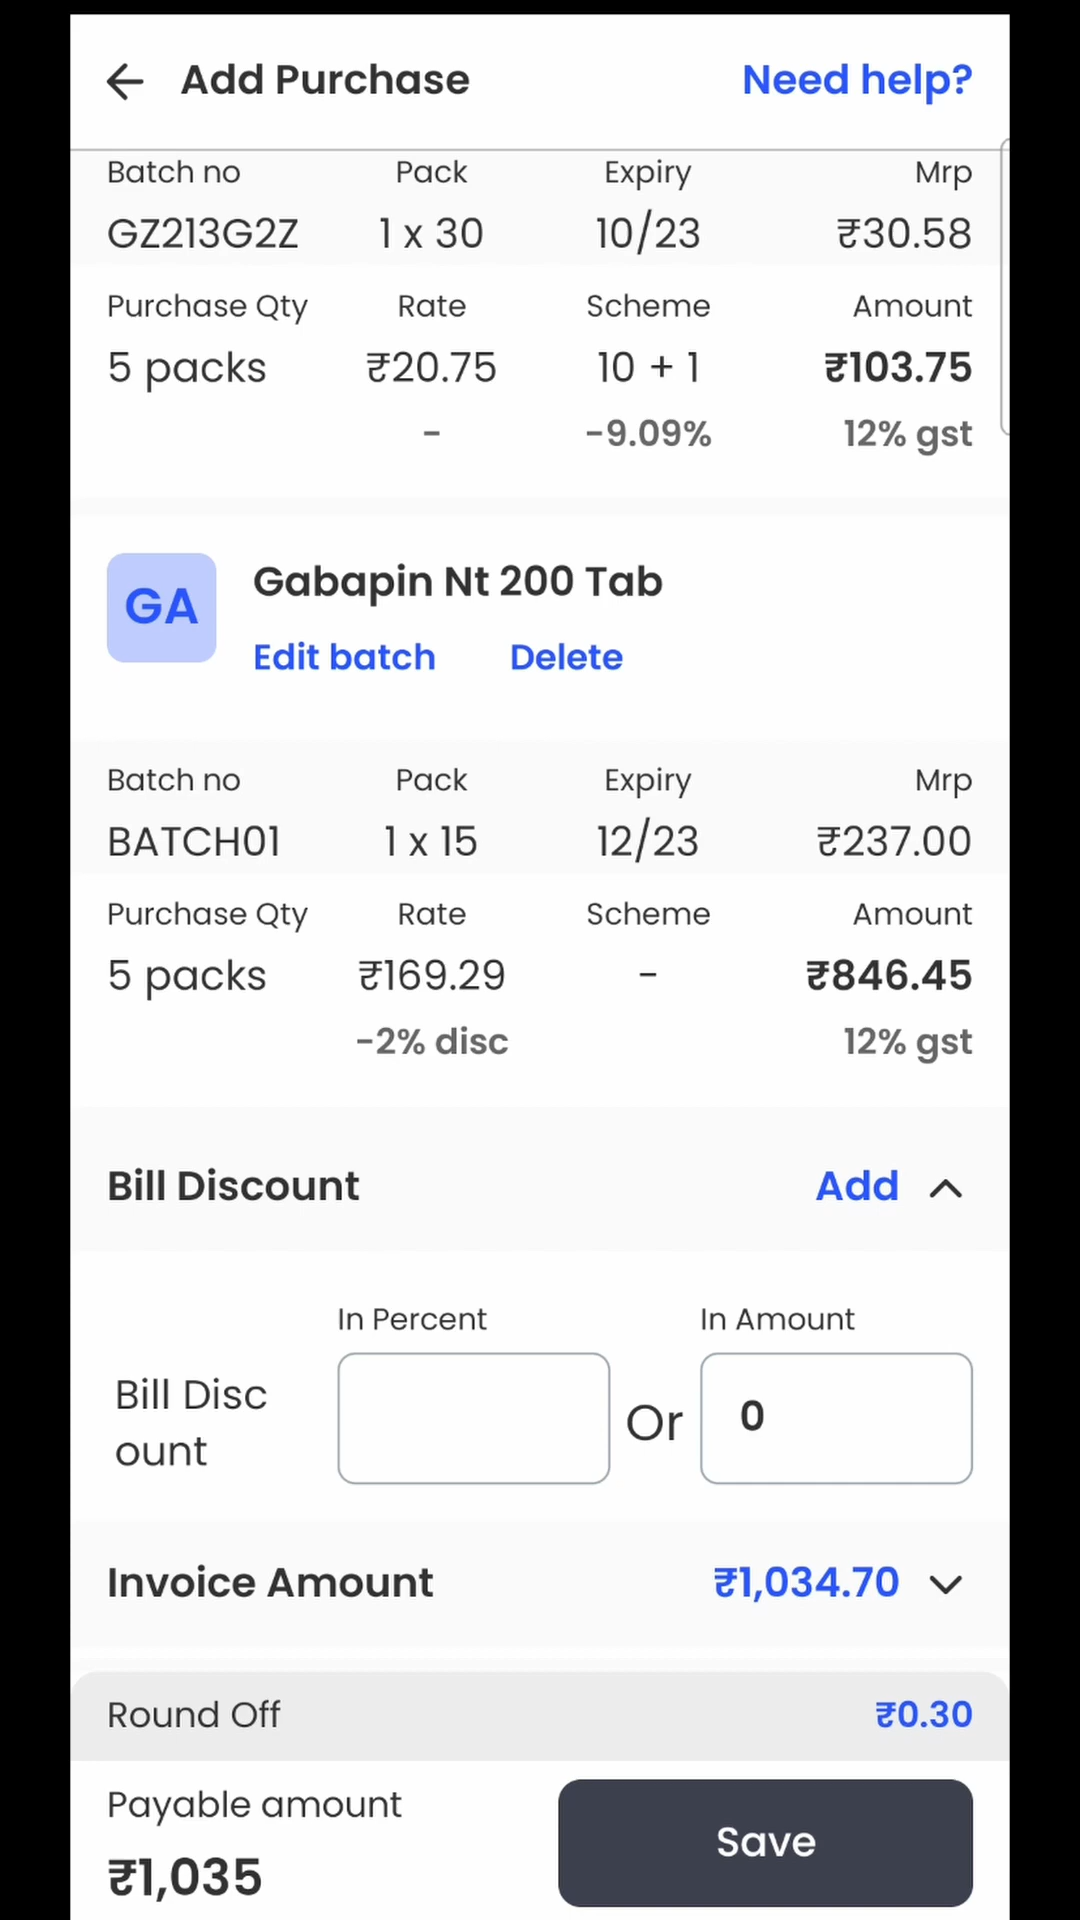 Add Purchase Need help?
Batch no Pack Expiry Mrp
GZ213G2Z 1 x 30 10/23 ₹30.58
Purchase Qty Rate Scheme Amount
5 packs ₹20.75 10 + 1 ₹103.75
- -9.09% 12% gst
GA Gabapin Nt 200 Tab
Edit batch Delete
Batch no Pack Expiry Mrp
BATCH01 1 x 15 12/23 ₹237.00
Purchase Qty Rate Scheme Amount
5 packs ₹169.29 - ₹846.45
-2% disc 12% gst
Bill Discount Add
In Percent In Amount
Bill Disc
ount
Or 0
Invoice Amount ₹1,034.70
Round Off ₹0.30
Payable amount
₹1,035
Save